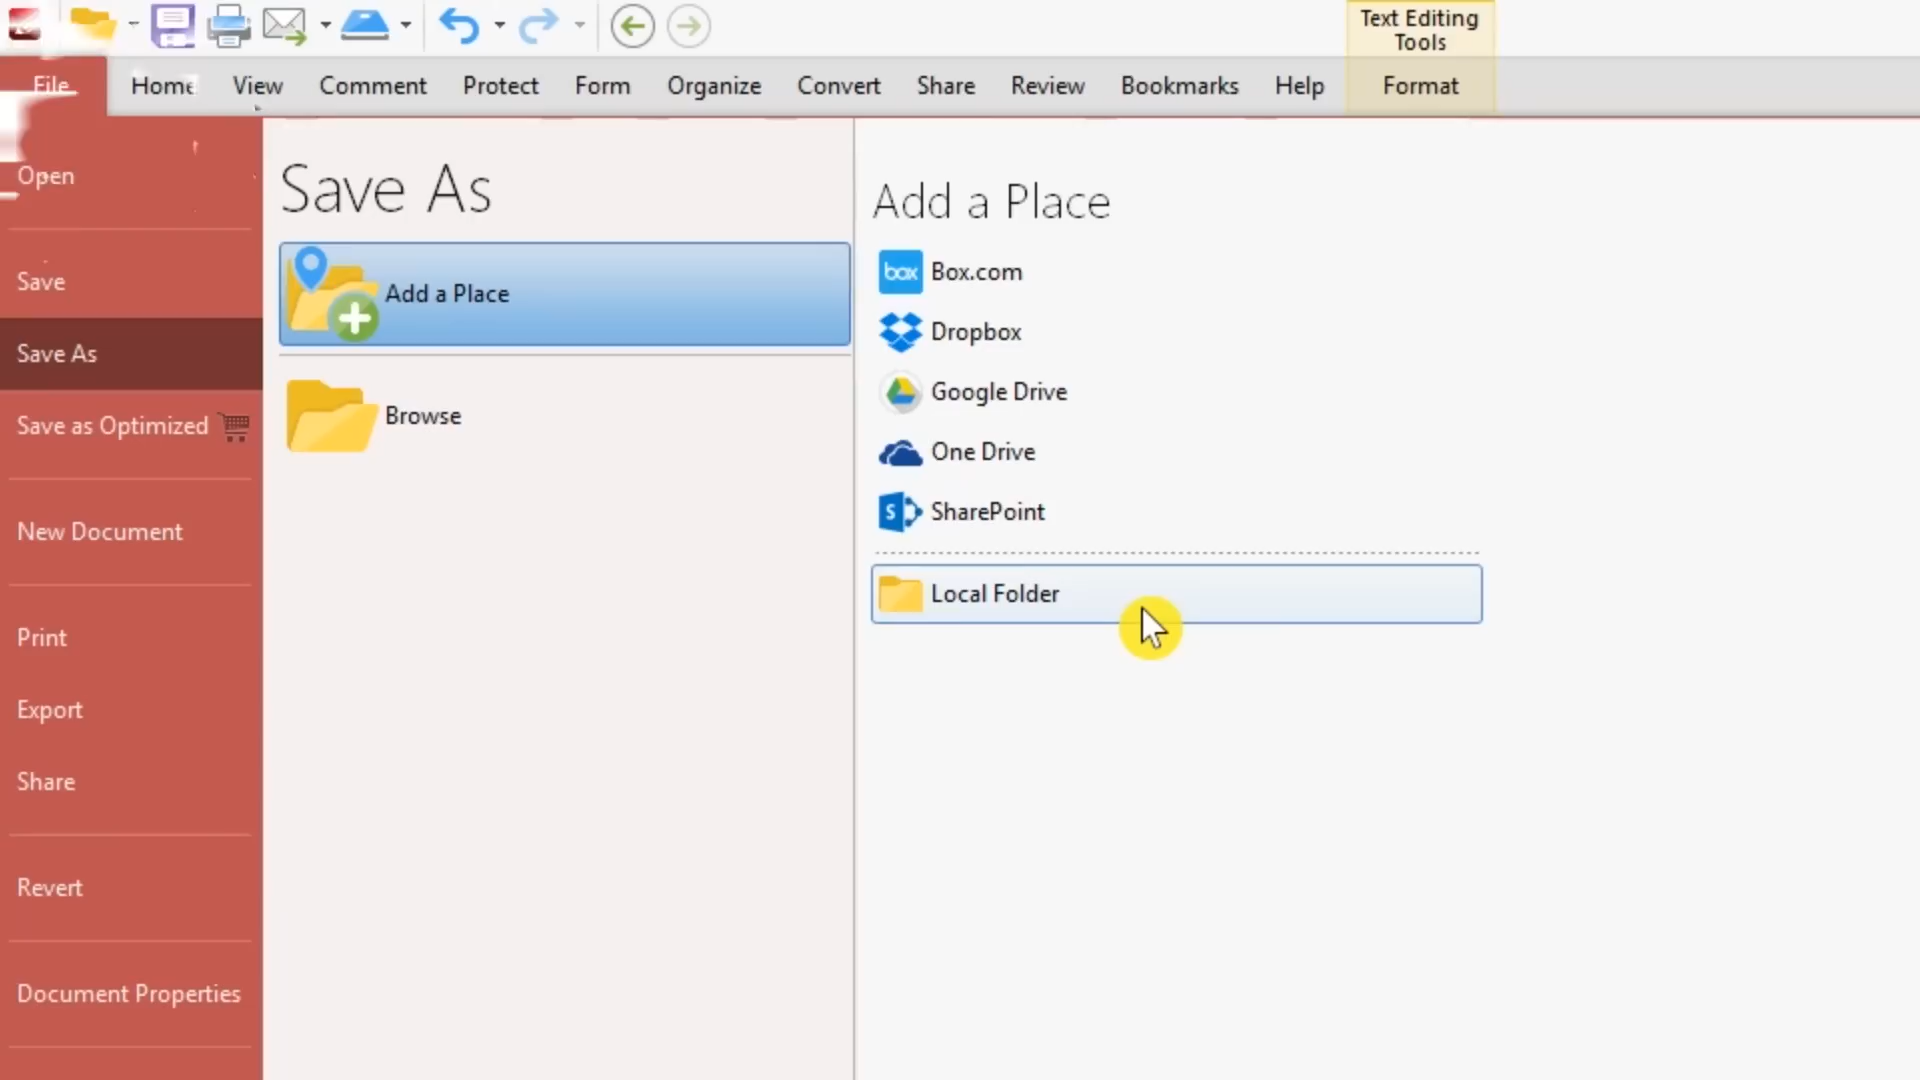 Text Editing
Tools
File Home View Comment Protect Form Organize Convert Share Review Bookmarks Help Format
Open
Save
Save As
Save as Optimized
New Document
Print
Export
Share
Revert
Document Properties
Save As
Add a Place
Browse
Add a Place
box Box.com
Dropbox
Google Drive
One Drive
S SharePoint
Local Folder